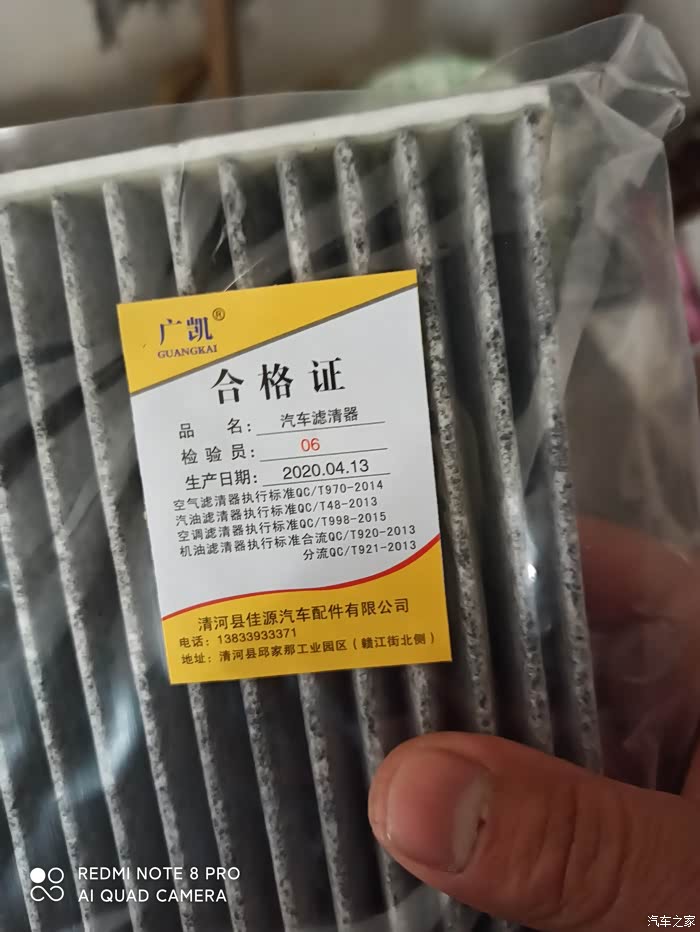 广凯®
GUANGKAI
合格证
品 名: 汽车滤清器
检验员: 06
生产日期: 2020.04.13
空气滤清器执行标准QC/T970-2014
汽油滤清器执行标准QC/T48-2013
空调滤清器执行标准QC/T998-2015
机油滤清器执行标准合流QC/T920-2013
分流QC/T921-2013
清河县佳源汽车配件有限公司
电话: 13833933371
地址: 清河县邱家那工业园区（赣江街北侧）
REDMI NOTE 8 PRO
AI QUAD CAMERA
汽车之家